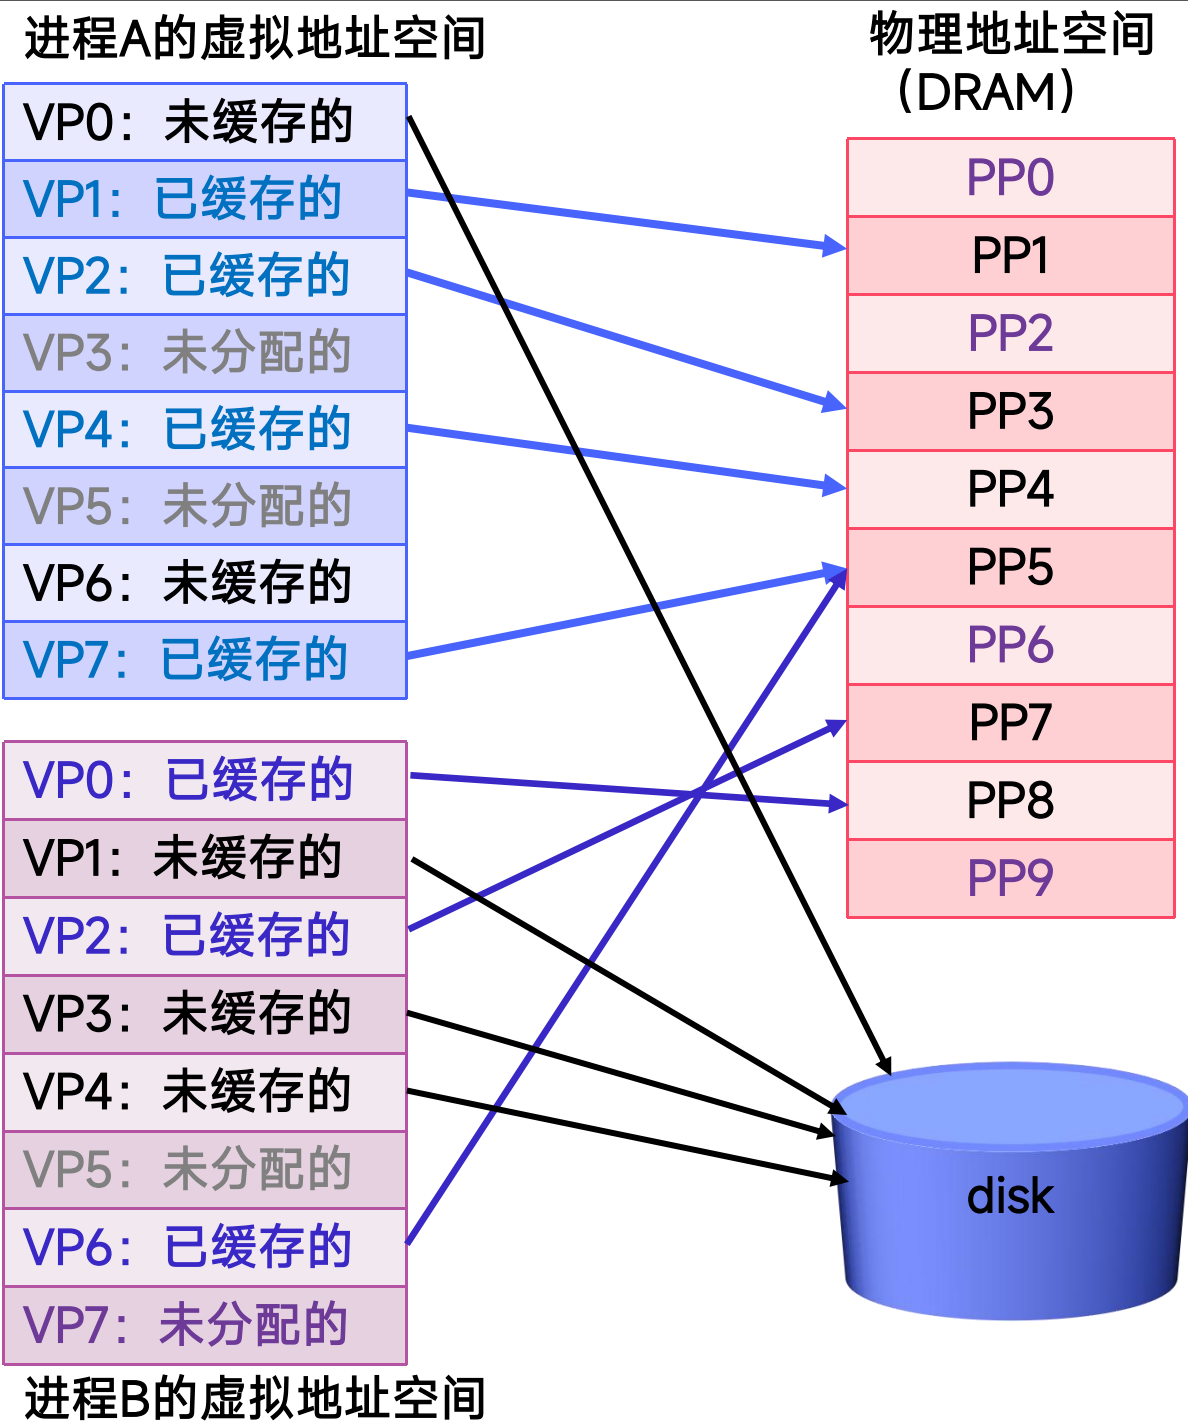 进程A的虚拟地址空间
VP0：未缓存的
VP1：已缓存的
VP2：已缓存的
VP3：未分配的
VP4：已缓存的
VP5：未分配的
VP6：未缓存的
VP7：已缓存的
VP0：已缓存的
VP1：未缓存的
VP2：已缓存的
VP3：未缓存的
VP4：未缓存的
VP5：未分配的
VP6：已缓存的
VP7：未分配的
进程B的虚拟地址空间
物理地址空间
（DRAM）
PP0
PP1
PP2
PP3
PP4
PP5
PP6
PP7
PP8
PP9
disk